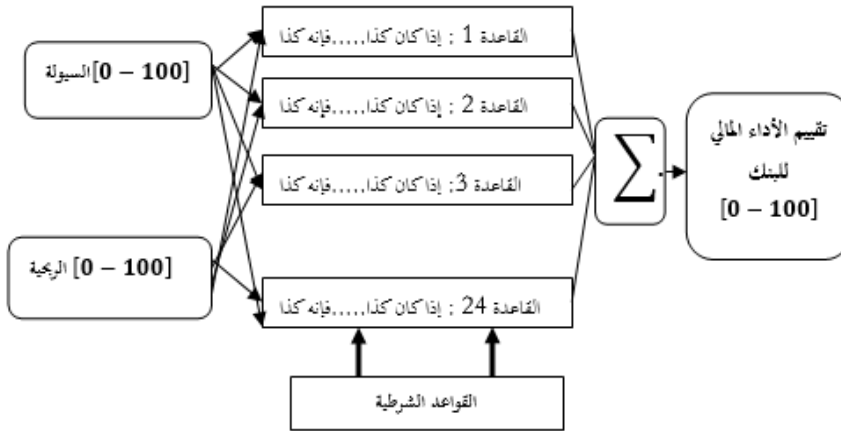 القاعدة 1 : إذا كان كذا.....فإنه كذا
السيولة [0 – 100]
القاعدة 2 : إذا كان كذا.....فإنه كذا
القاعدة 3: إذا كان كذا.....فإنه كذا
∑
تقييم الأداء المالي
للبنك
[0 – 100]
الربحية [0 – 100]
القاعدة 24 : إذا كان كذا.....فإنه كذا
القواعد الشرطية